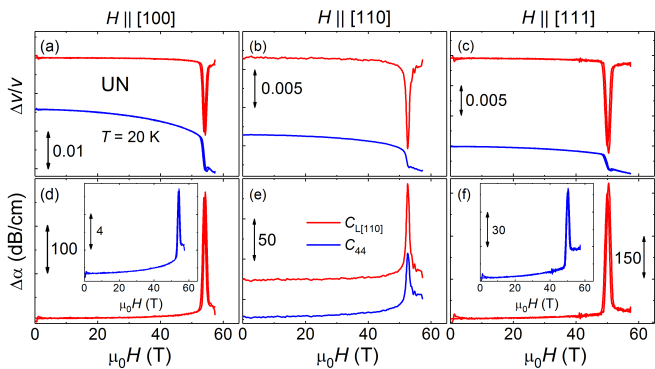 H || [100]
H || [110]
H || [111]
(a)
(b)
(c)
Δv/v
UN
T = 20 K
0.01
0.005
0.005
(d)
(e)
(f)
Δα (dB/cm)
100
4
0 20 40 60
μ0H (T)
50
C_L[110]
C_44
30
0 20 40 60
μ0H (T)
150
0 20 40 60
0 20 40
0 20 40 60
μ0H (T)
μ0H (T)
μ0H (T)